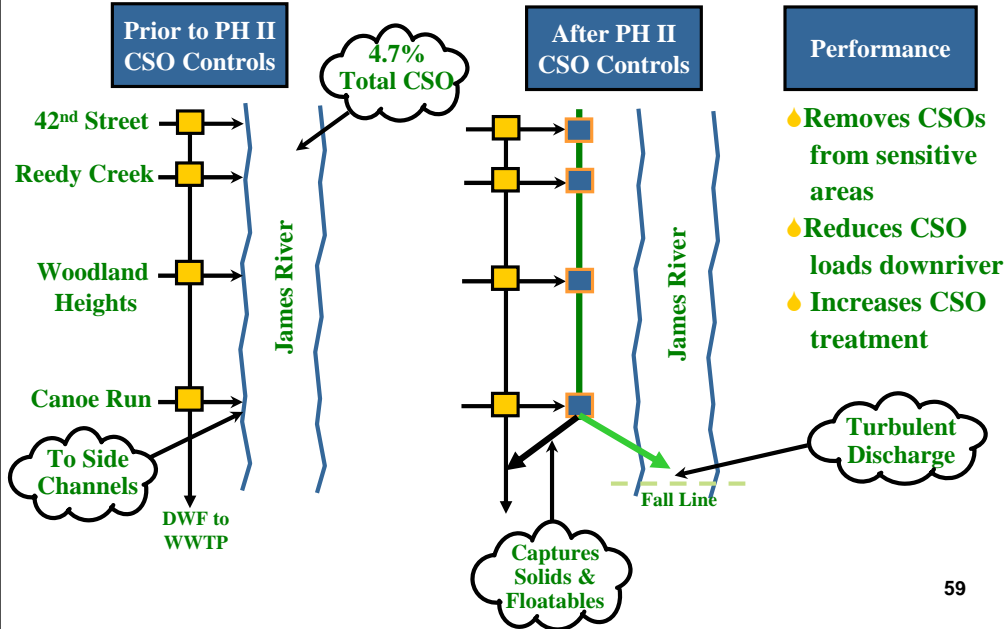 Prior to PH II
CSO Controls
4.7%
Total CSO
After PH II
CSO Controls
Performance
42nd Street
Reedy Creek
Woodland
Heights
Canoe Run
James River
To Side
Channels
DWF to
WWTP
James River
Fall Line
Captures
Solids &
Floatables
Turbulent
Discharge
Removes CSOs
from sensitive
areas
Reduces CSO
loads downriver
Increases CSO
treatment
59